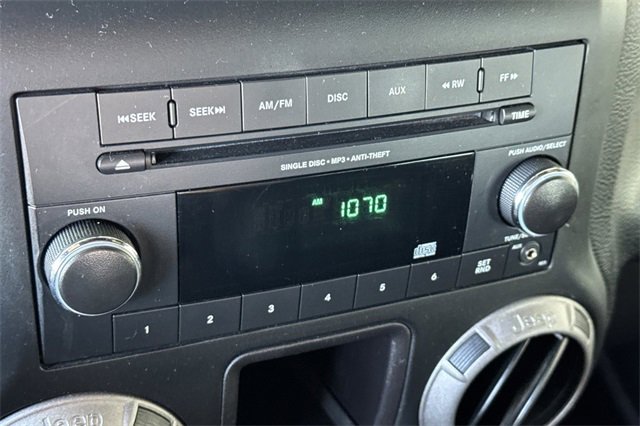 SEEK SEEK AM/FM DISC AUX RW FF
TIME
SINGLE DISC • MP3 • ANTI-THEFT
PUSH AUDIO/SELECT
PUSH ON
AM 1070
1 2 3 4 5 6 SET RND
Jeep
Jeep